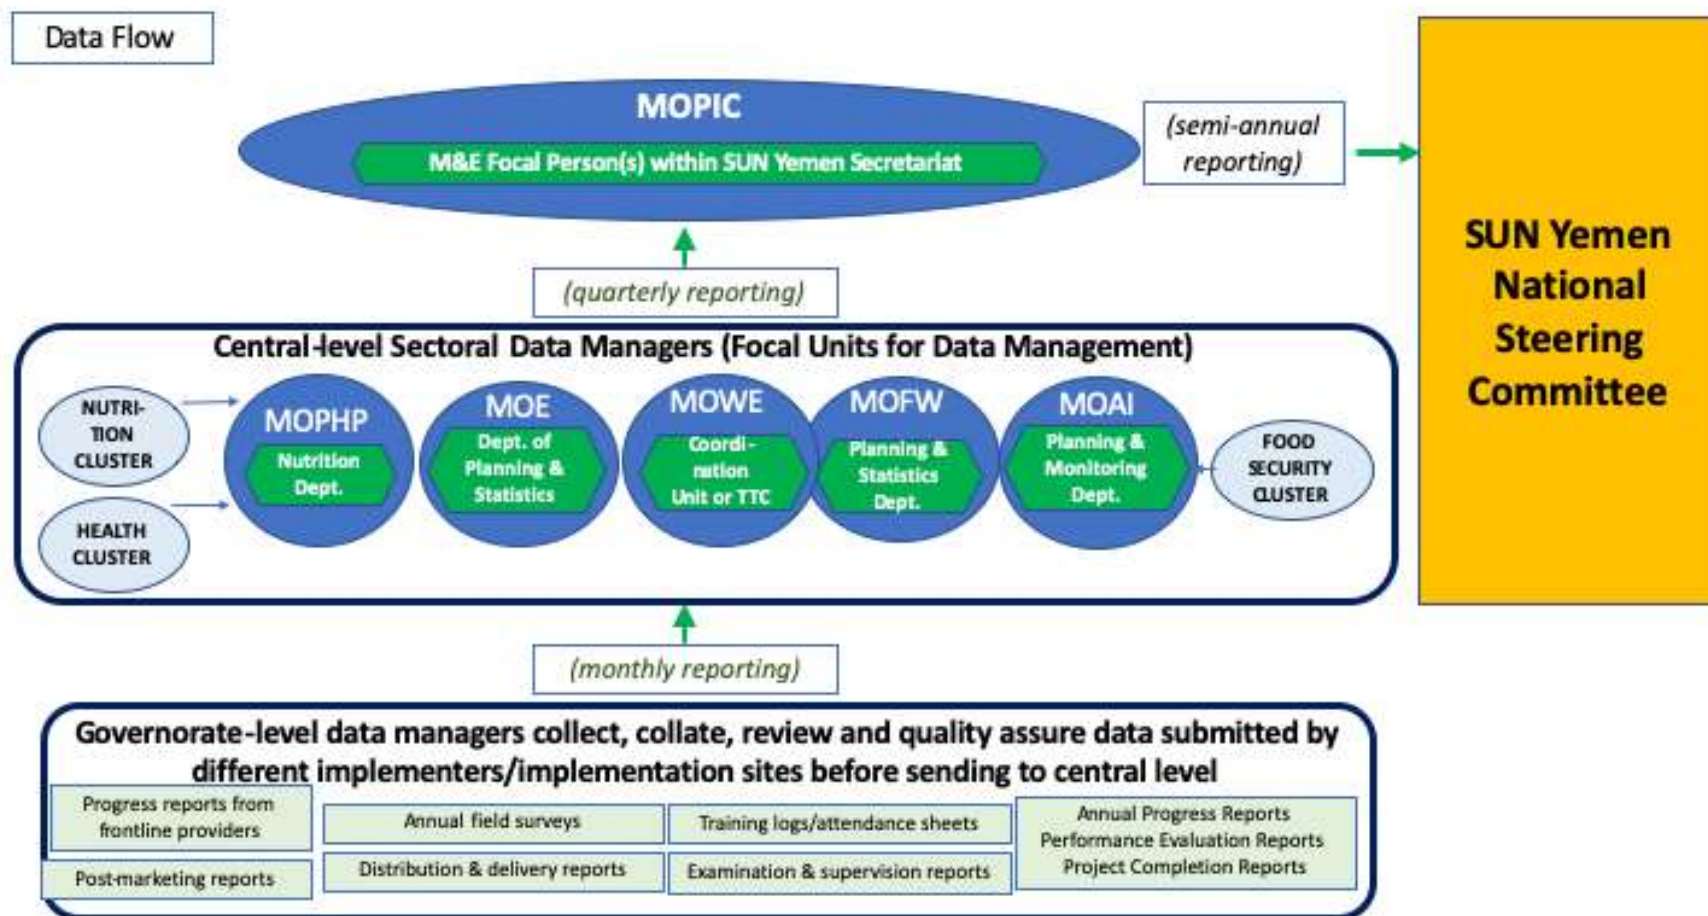 Data Flow
MOPIC
M&E Focal Person(s) within SUN Yemen Secretariat
(semi-annual
reporting)
SUN Yemen
National
Steering
Committee
(quarterly reporting)
Central-level Sectoral Data Managers (Focal Units for Data Management)
NUTRI-
TION
CLUSTER
HEALTH
CLUSTER
MOPHP
Nutrition
Dept.
MOE
Dept. of
Planning &
Statistics
MOWE
Coordi-
nation
Unit or TTC
MOFW
Planning &
Statistics
Dept.
MOAI
Planning &
Monitoring
Dept.
FOOD
SECURITY
CLUSTER
(monthly reporting)
Governorate-level data managers collect, collate, review and quality assure data submitted by
different implementers/implementation sites before sending to central level
Progress reports from
frontline providers
Post-marketing reports
Annual field surveys
Distribution & delivery reports
Training logs/attendance sheets
Examination & supervision reports
Annual Progress Reports
Performance Evaluation Reports
Project Completion Reports